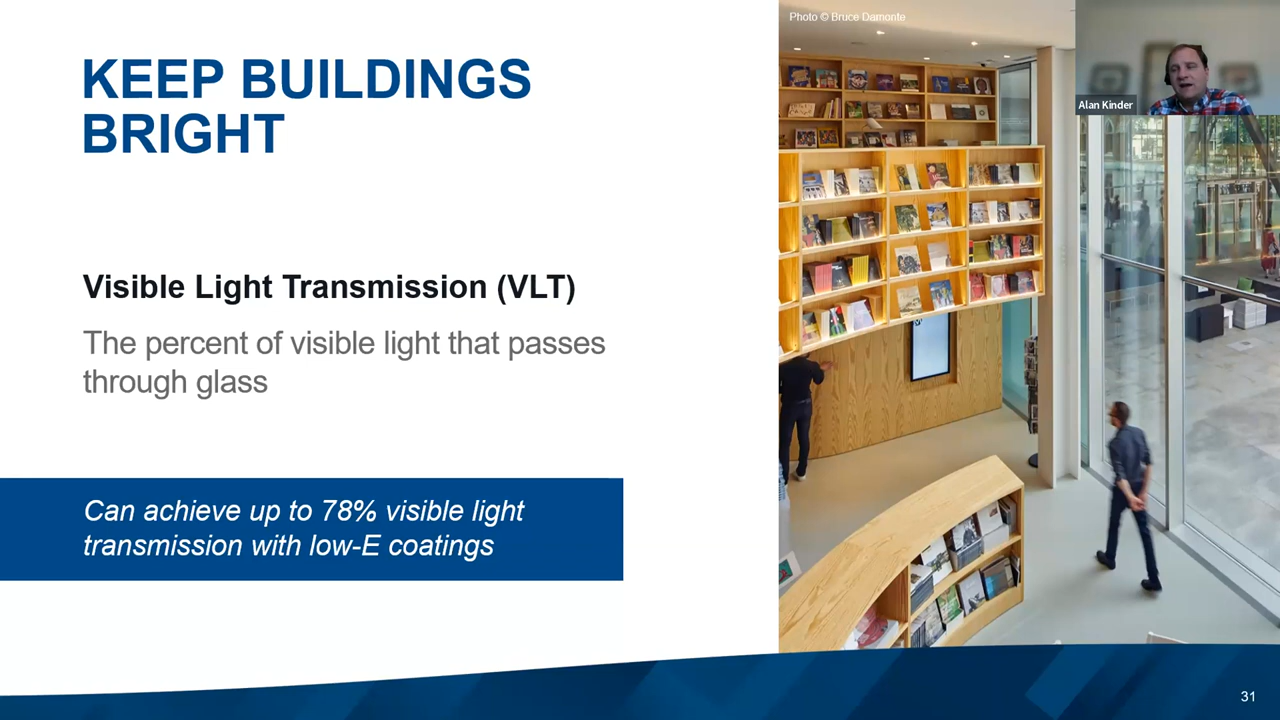 Photo © Bruce Damonte
KEEP BUILDINGS
BRIGHT
Alan Kinder
Visible Light Transmission (VLT)
The percent of visible light that passes
through glass
Can achieve up to 78% visible light
transmission with low-E coatings
31